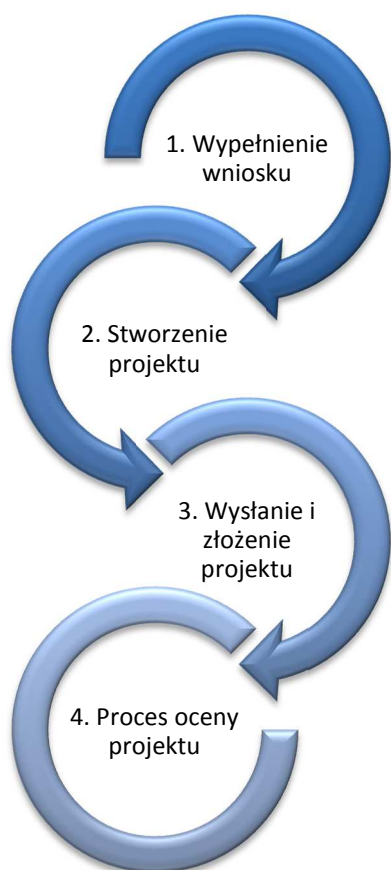 1. Wypełnienie
wniosku
2. Stworzenie
projektu
3. Wysłanie i
złożenie
projektu
4. Proces oceny
projektu